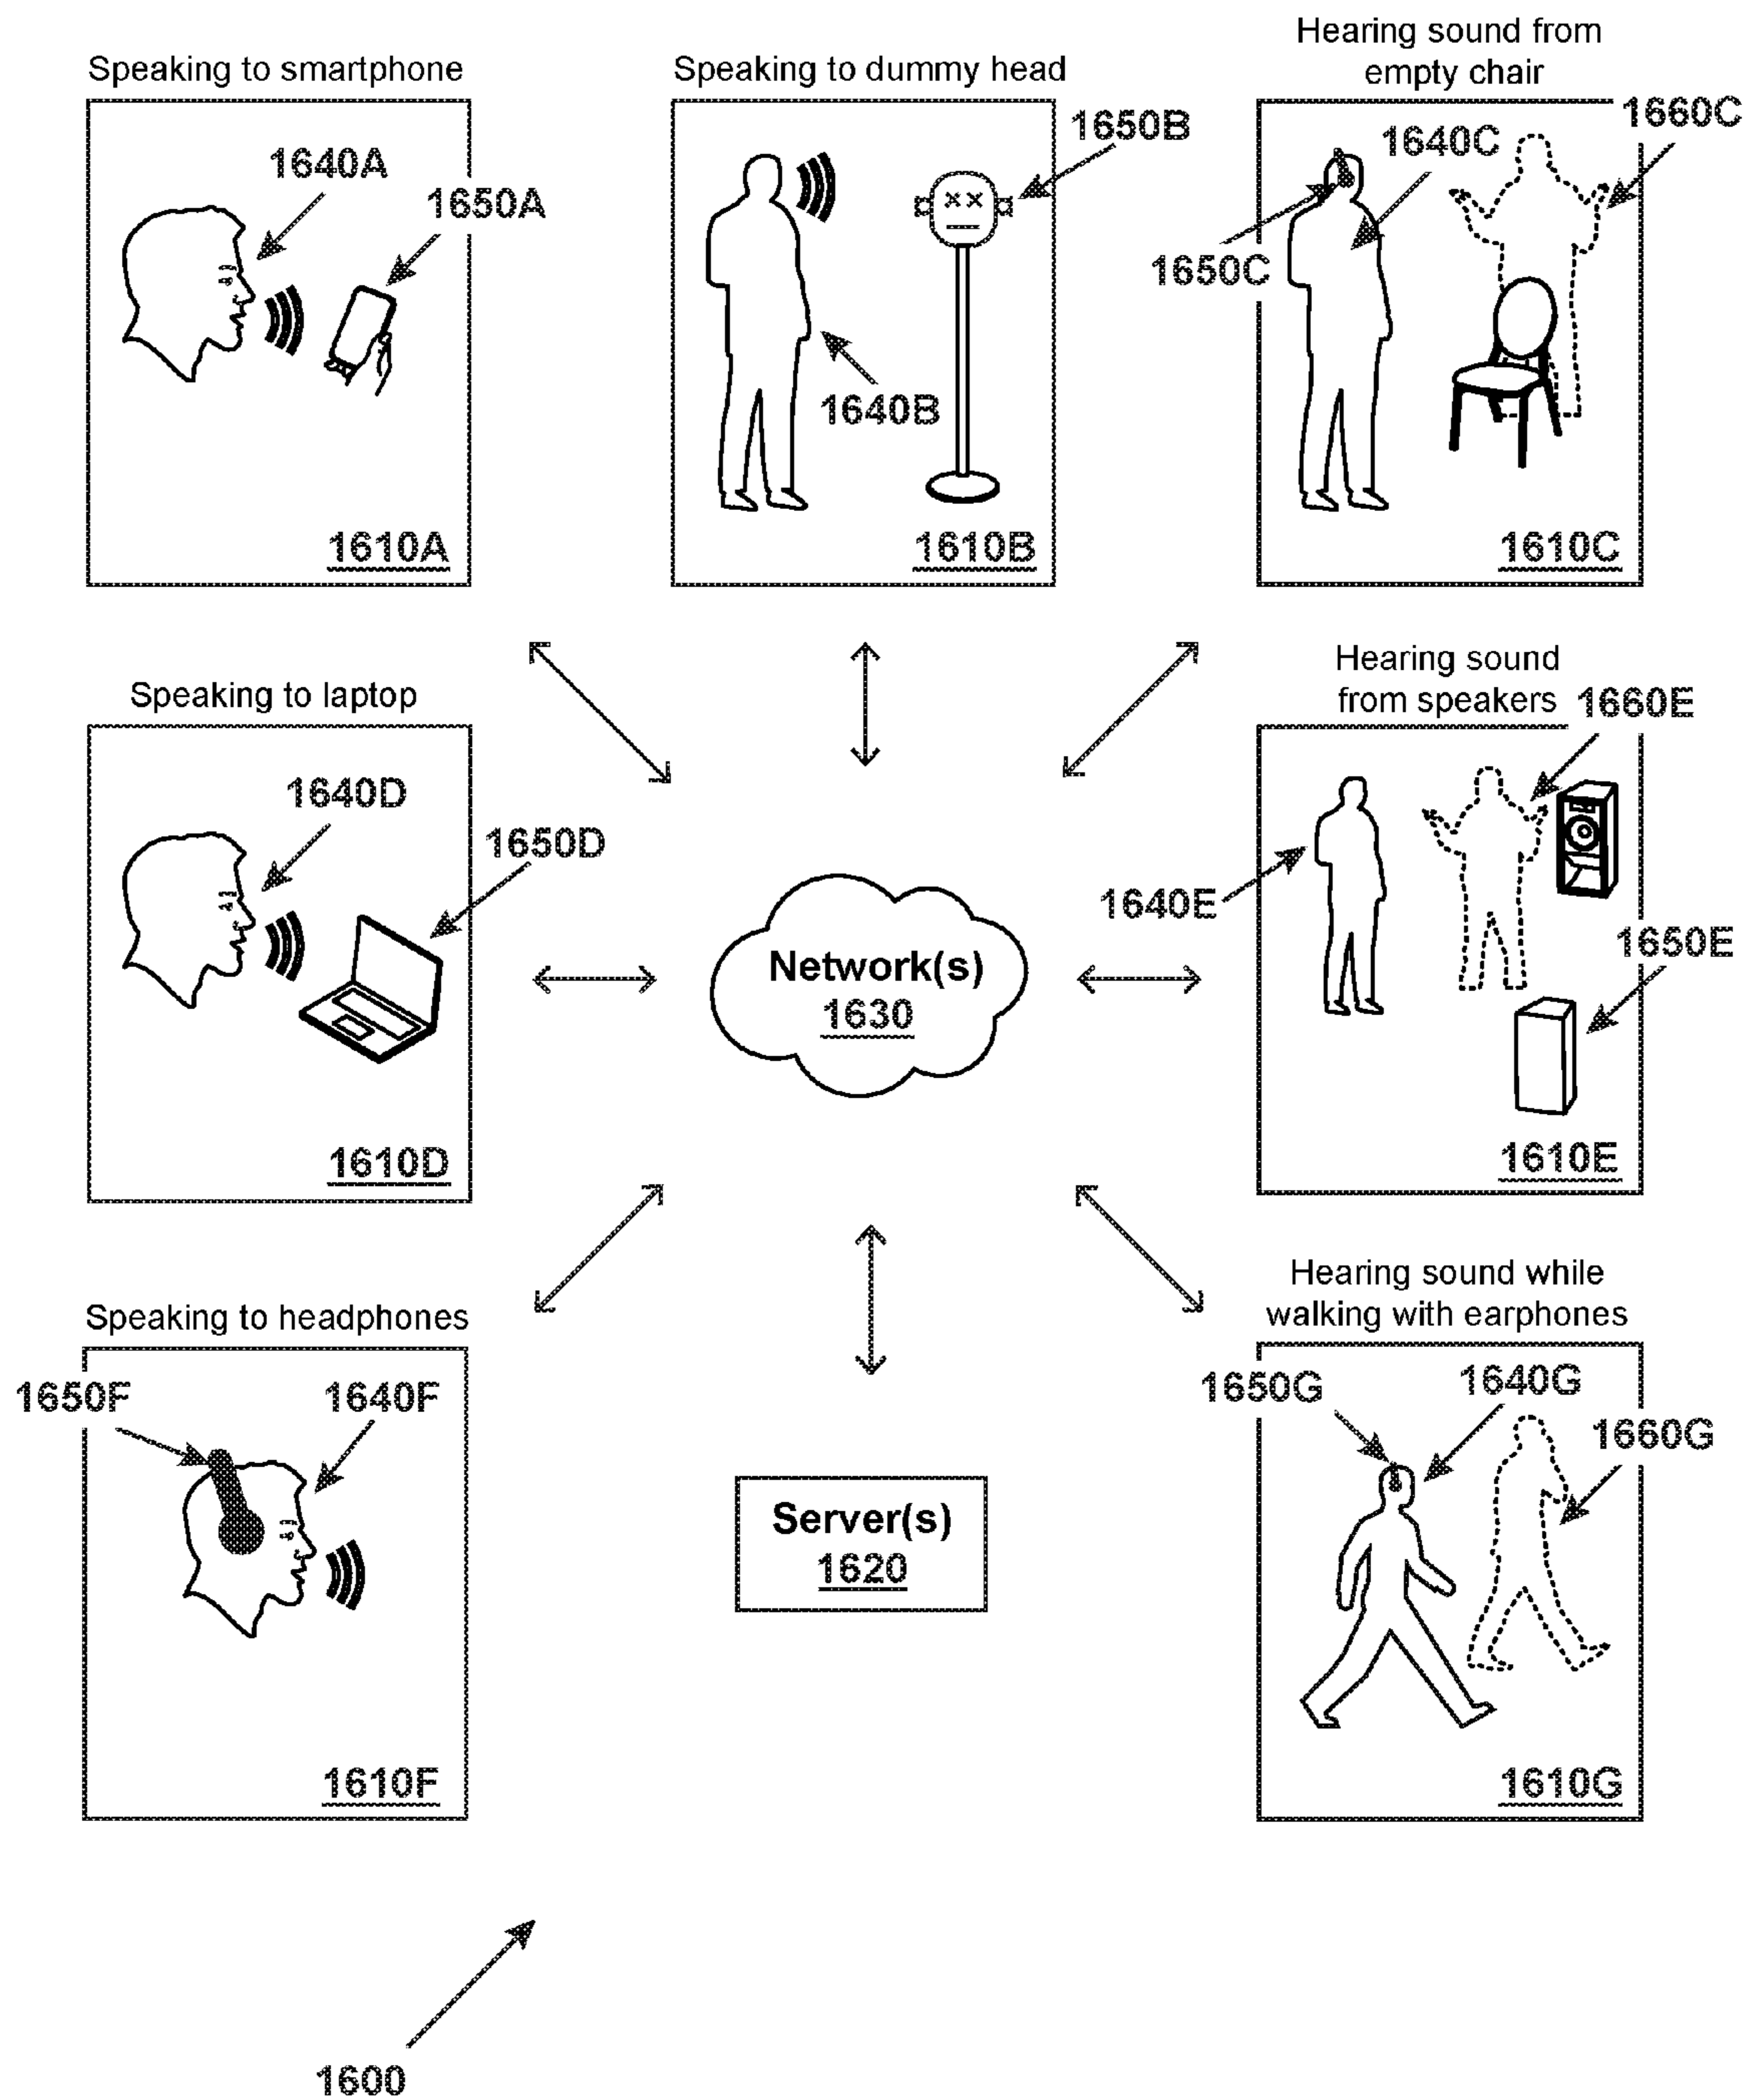 Speaking to smartphone
1640A
1650A
1610A
Speaking to dummy head
1650B
1640B
1610B
Hearing sound from
empty chair
1660C
1640C
1650C
1610C
Speaking to laptop
1640D
1650D
1610D
Network(s)
1630
Hearing sound
from speakers
1660E
1640E
1650E
1610E
Speaking to headphones
1650F
1640F
1610F
Server(s)
1620
Hearing sound while
walking with earphones
1650G
1640G
1660G
1610G
1600